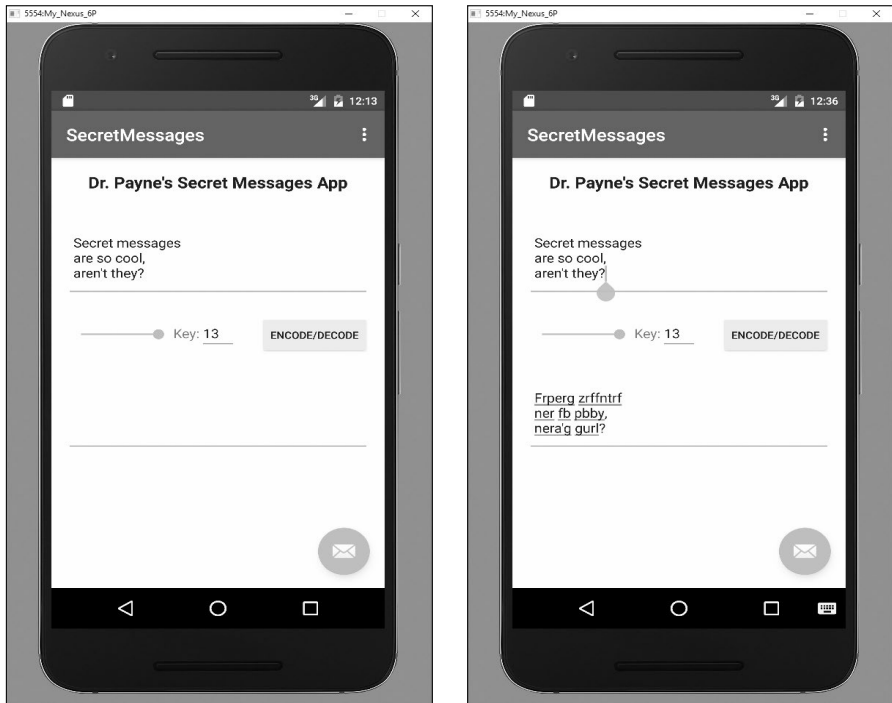 5554:My_Nexus_6P
3G
12:13
SecretMessages
Dr. Payne's Secret Messages App
Secret messages
are so cool,
aren't they?
Key: 13
ENCODE/DECODE
5554:My_Nexus_6P
3G
12:36
SecretMessages
Dr. Payne's Secret Messages App
Secret messages
are so cool,
aren't they?
Key: 13
ENCODE/DECODE
Frperg zrffntrf
ner fb pbby,
nera'g gurl?